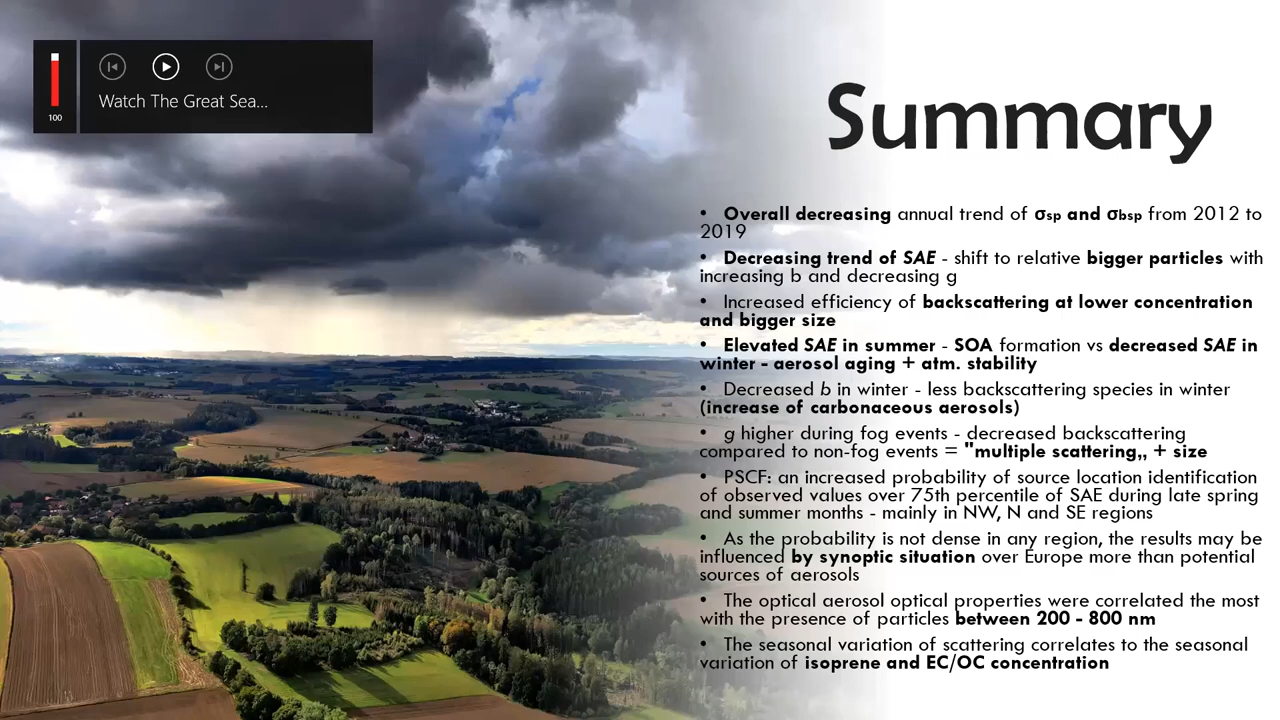 100
Watch The Great Sea...
Summary
• Overall decreasing annual trend of σsp and σbsp from 2012 to
2019
• Decreasing trend of SAE - shift to relative bigger particles with
increasing b and decreasing g
• Increased efficiency of backscattering at lower concentration
and bigger size
• Elevated SAE in summer - SOA formation vs decreased SAE in
winter - aerosol aging + atm. stability
• Decreased b in winter - less backscattering species in winter
(increase of carbonaceous aerosols)
• g higher during fog events - decreased backscattering
compared to non-fog events = "multiple scattering,, + size
• PSCF: an increased probability of source location identification
of observed values over 75th percentile of SAE during late spring
and summer months - mainly in NW, N and SE regions
• As the probability is not dense in any region, the results may be
influenced by synoptic situation over Europe more than potential
sources of aerosols
• The optical aerosol optical properties were correlated the most
with the presence of particles between 200 - 800 nm
• The seasonal variation of scattering correlates to the seasonal
variation of isoprene and EC/OC concentration